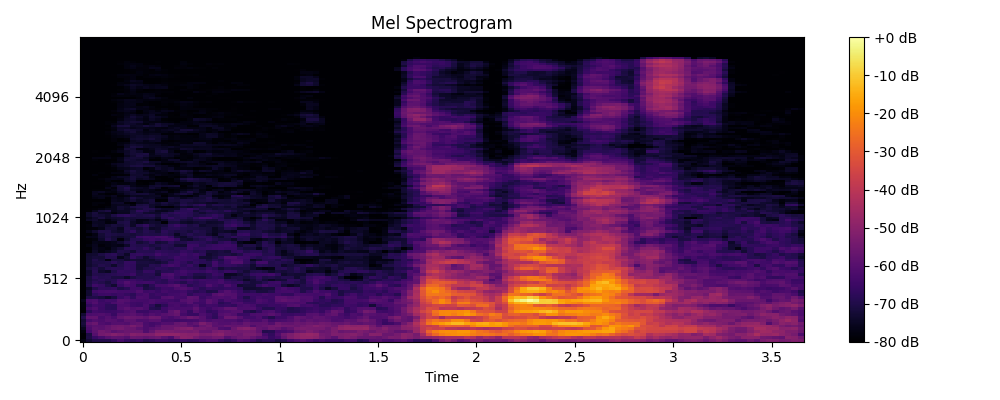 Mel Spectrogram
+0 dB
-10 dB
-20 dB
-30 dB
-40 dB
-50 dB
-60 dB
-70 dB
-80 dB
Hz
4096
2048
1024
512
0
0 0.5 1 1.5 2 2.5 3 3.5
Time